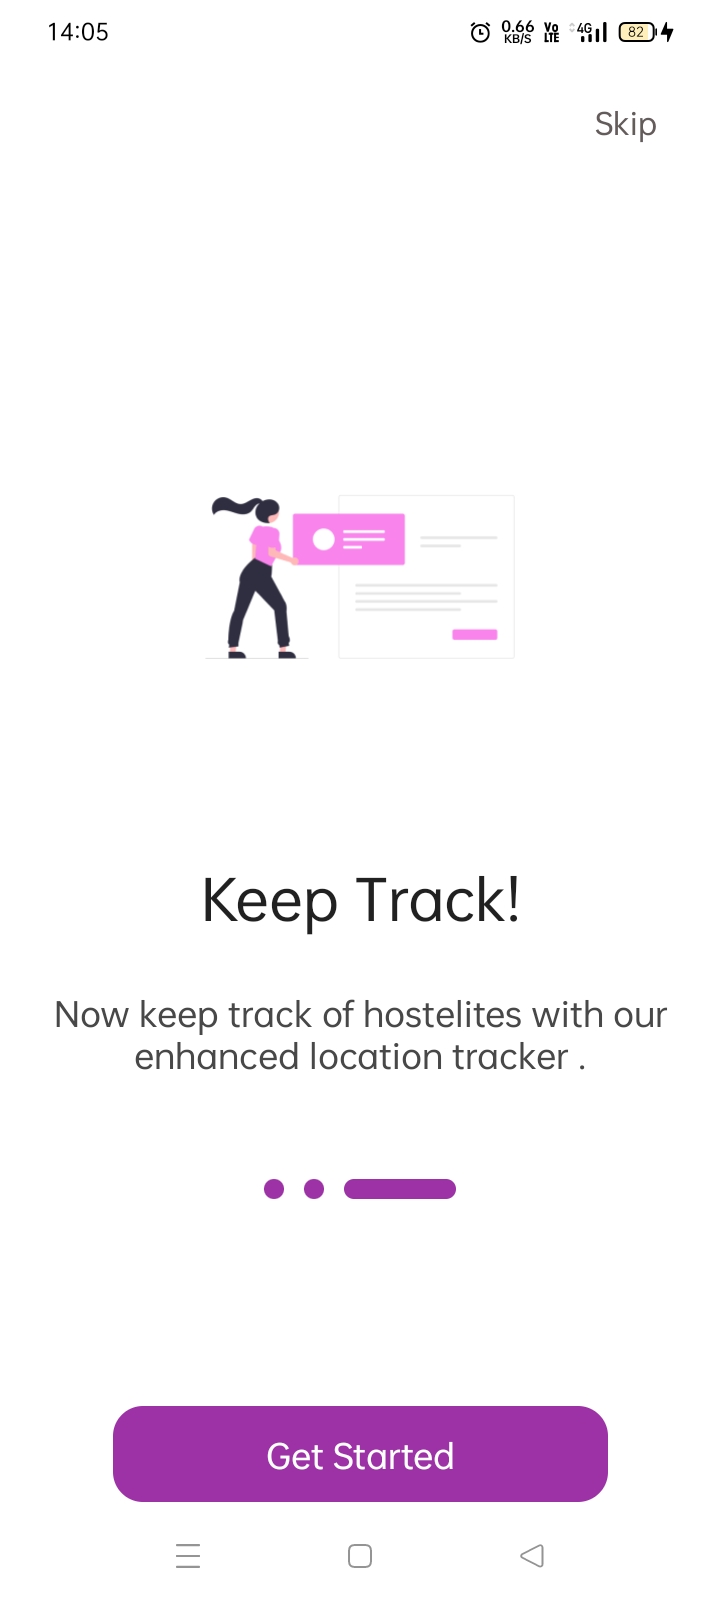 14:05
0.66
KB/S
Vo
LTE
4G
82
Skip
Keep Track!
Now keep track of hostelites with our
enhanced location tracker .
Get Started